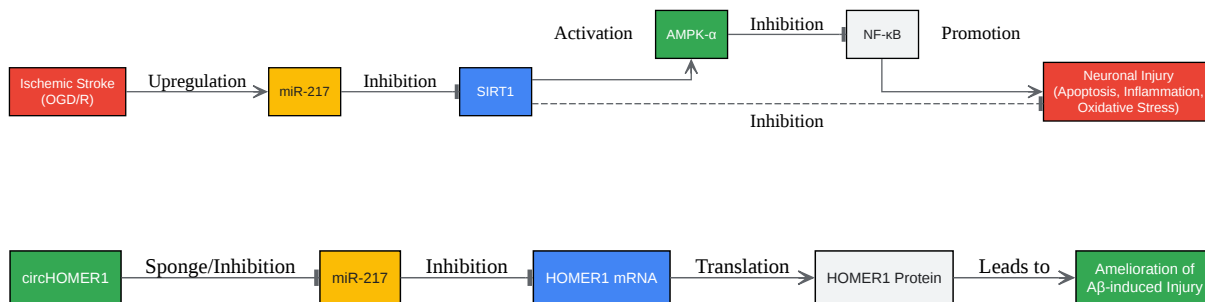 Activation
AMPK-α
Inhibition
NF-κB
Promotion
Ischemic Stroke
(OGD/R)
Upregulation
miR-217
Inhibition
SIRT1
Neuronal Injury
(Apoptosis, Inflammation,
Oxidative Stress)
Inhibition
circHOMER1
Sponge/Inhibition
miR-217
Inhibition
HOMER1 mRNA
Translation
HOMER1 Protein
Leads to
Amelioration of
Aβ-induced Injury